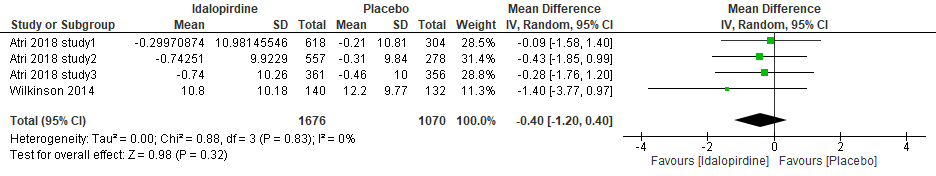 Idalopirdine Placebo Mean Difference Mean Difference
Study or Subgroup Mean SD Total Mean SD Total Weight IV, Random, 95% CI IV, Random, 95% CI
Atri 2018 study1 -0.29970874 10.98145546 618 -0.21 10.81 304 28.5% -0.09 [-1.58, 1.40]
Atri 2018 study2 -0.74251 9.9229 557 -0.31 9.84 278 31.4% -0.43 [-1.85, 0.99]
Atri 2018 study3 -0.74 10.26 361 -0.46 10 356 28.8% -0.28 [-1.76, 1.20]
Wilkinson 2014 10.8 10.18 140 12.2 9.77 132 11.3% -1.40 [-3.77, 0.97]
Total (95% CI) 1676 1070 100.0% -0.40 [-1.20, 0.40]
Heterogeneity: Tau² = 0.00; Chi² = 0.88, df = 3 (P = 0.83); I² = 0%
Test for overall effect: Z = 0.98 (P = 0.32)
-4 -2 0 2 4
Favours [Idalopirdine] Favours [Placebo]